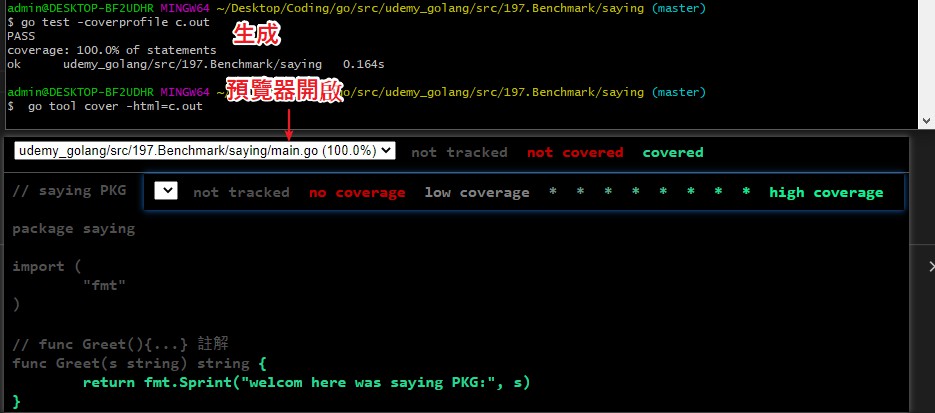 admin@DESKTOP-BF2UDHR MINGW64 ~/Desktop/Coding/go/src/udemy_golang/src/197.Benchmark/saying (master)
$ go test -coverprofile c.out
生成
PASS
coverage: 100.0% of statements
ok      udemy_golang/src/197.Benchmark/saying   0.164s
admin@DESKTOP-BF2UDHR MINGW64 go/src/udemy_golang/src/197.Benchmark/saying (master)
預覽器開啟
$  go tool cover -html=c.out
udemy_golang/src/197.Benchmark/saying/main.go (100.0%) not tracked not covered covered
// saying PKG
not tracked no coverage low coverage * * * * * * * * high coverage
package saying
import (
"fmt"
)
// func Greet(){...} 註解
func Greet(s string) string {
return fmt.Sprint("welcom here was saying PKG:", s)
}